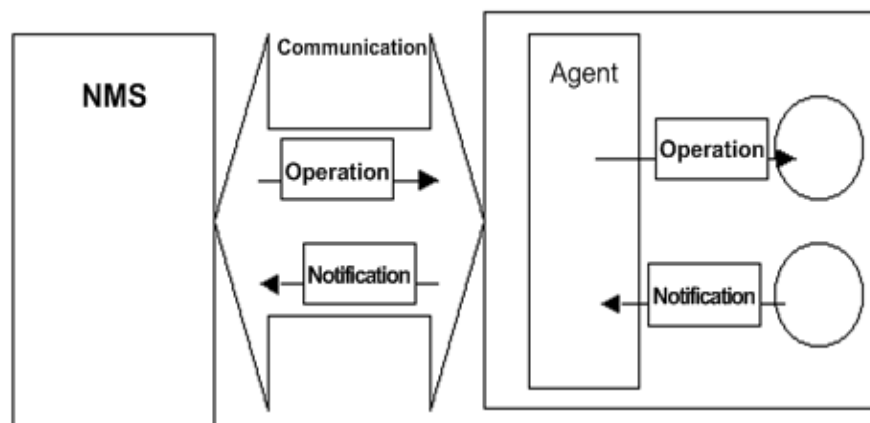 NMS
Communication
Operation
Notification
Agent
Operation
Notification